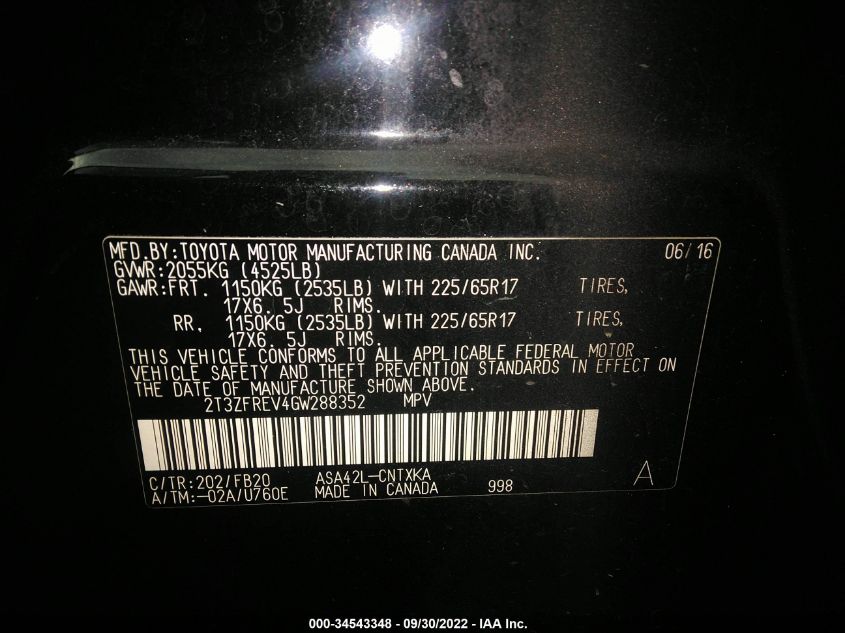 MFD.BY:TOYOTA MOTOR MANUFACTURING CANADA INC. 06/16
GVWR:2055KG (4525LB)
GAWR:FRT. 1150KG (2535LB) WITH 225/65R17 TIRES,
17X6.5J RIMS.
RR. 1150KG (2535LB) WITH 225/65R17 TIRES,
17X6.5J RIMS.
THIS VEHICLE CONFORMS TO ALL APPLICABLE FEDERAL MOTOR
VEHICLE SAFETY AND THEFT PREVENTION STANDARDS IN EFFECT ON
THE DATE OF MANUFACTURE SHOWN ABOVE.
2T3ZFREV4GW288352 MPV
C/TR:202/FB20 ASA42L-CNTXKA A
A/TM:-02A/U760E MADE IN CANADA 998
000-34543348 - 09/30/2022 - IAA Inc.